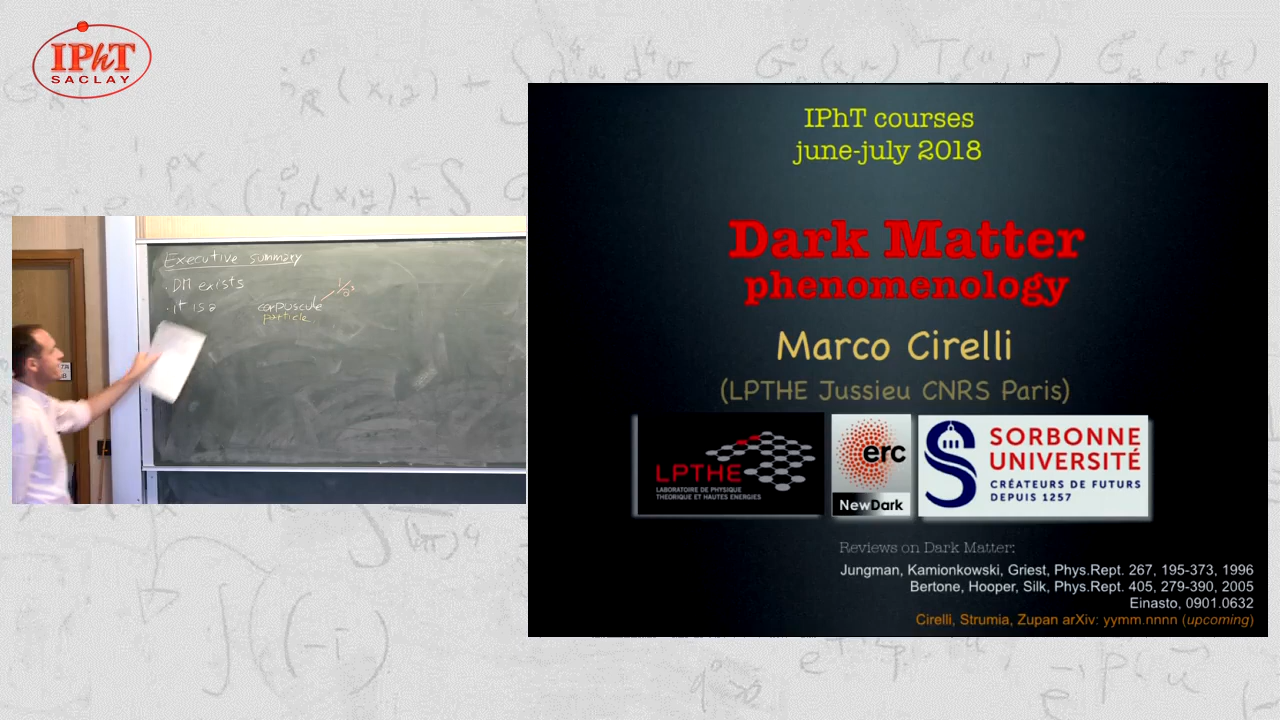 IPhT
SACLAY
Executive summary
. DM exists
. it is a corpuscule
particle
IPhT courses
june-july 2018
Dark Matter
phenomenology
Marco Cirelli
(LPTHE Jussieu CNRS Paris)
LPTHE
LABORATOIRE DE PHYSIQUE
THEORIQUE ET HAUTES ENERGIES
erc
NewDark
SORBONNE
UNIVERSITÉ
CRÉATEURS DE FUTURS
DEPUIS 1257
Reviews on Dark Matter:
Jungman, Kamionkowski, Griest, Phys.Rept. 267, 195-373, 1996
Bertone, Hooper, Silk, Phys.Rept. 405, 279-390, 2005
Einasto, 0901.0632
Cirelli, Strumia, Zupan arXiv: yymm.nnnn (upcoming)